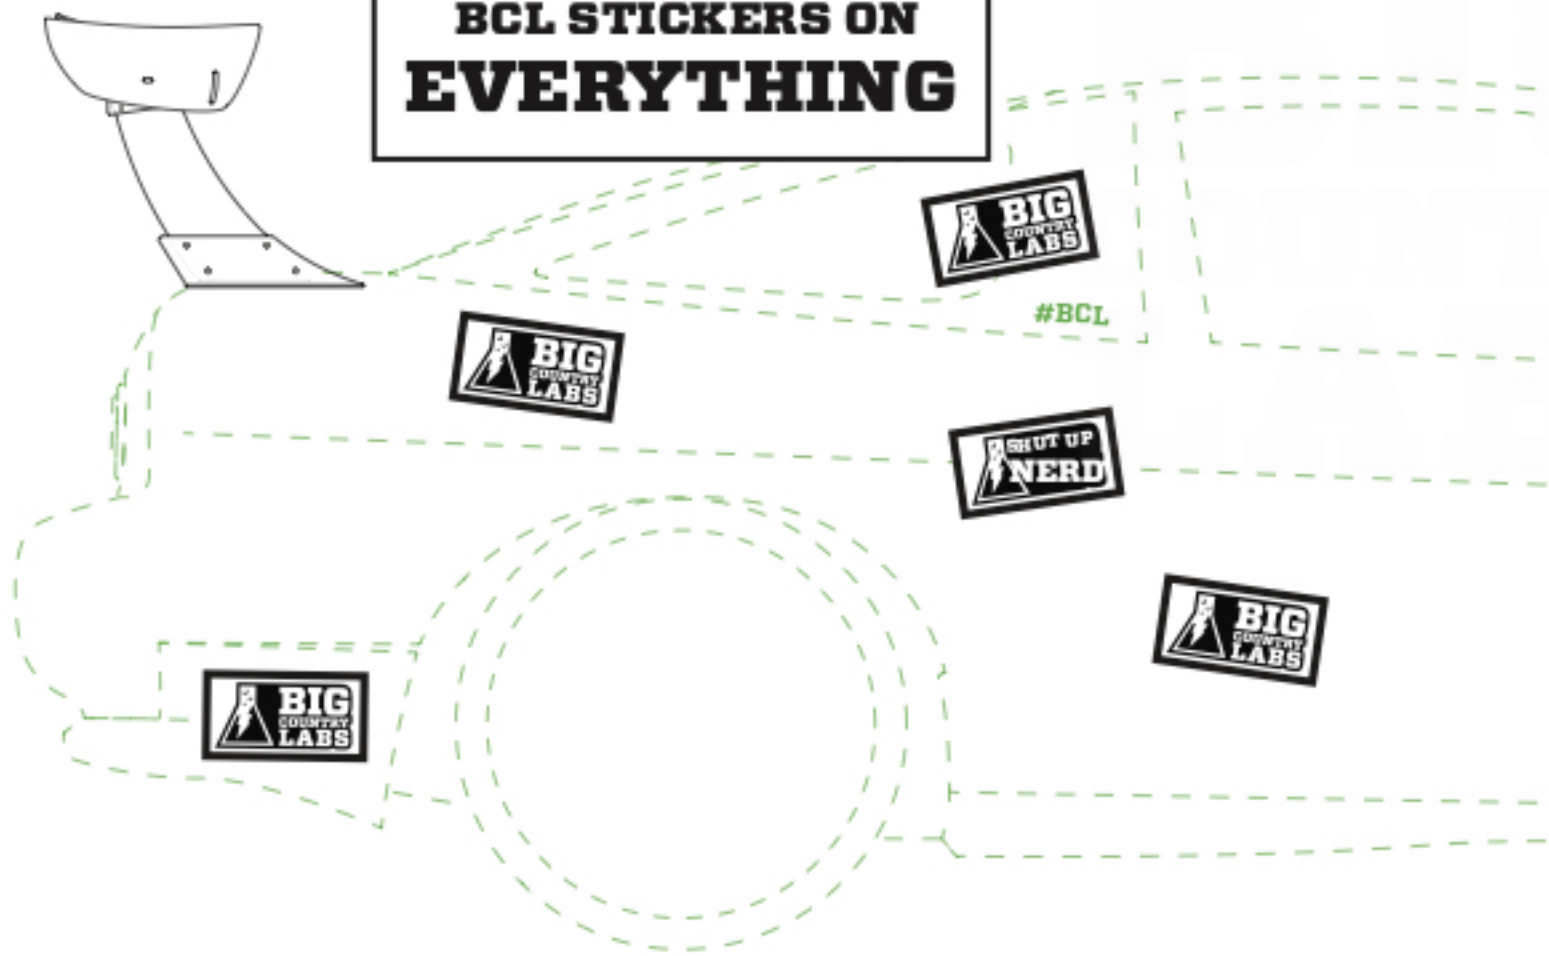 BCL STICKERS ON
EVERYTHING
BIG
COUNTRY
LABS
#BCL
BIG
COUNTRY
LABS
SHUT UP
NERD
BIG
COUNTRY
LABS
BIG
COUNTRY
LABS